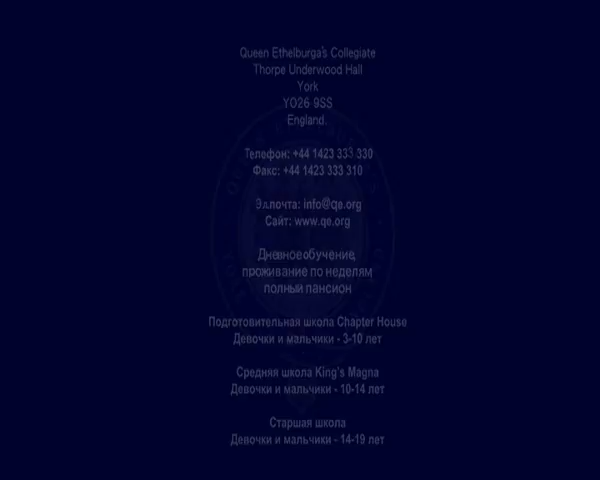 Queen Ethelburga's Collegiate
Thorpe Underwood Hall
York
YO26 9SS
England.
Телефон: +44 1423 333 330
Факс: +44 1423 333 310
Эл.почта: info@qe.org
Сайт: www.qe.org
Дневное обучение,
проживание по неделям
полный пансион
Подготовительная школа Chapter House
Девочки и мальчики - 3-10 лет
Средняя школа King's Magna
Девочки и мальчики - 10-14 лет
Старшая школа
Девочки и мальчики - 14-19 лет